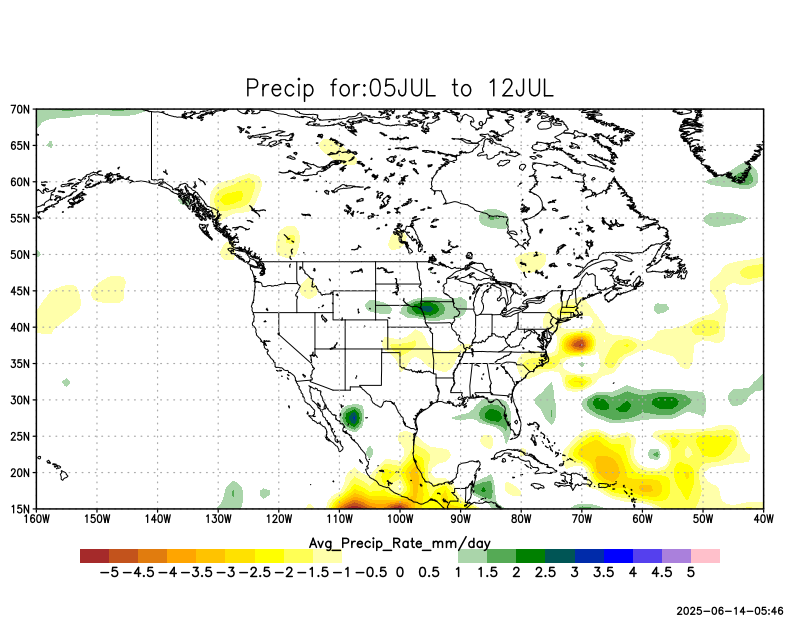 Precip for:05JUL to 12JUL
70N
65N
60N
55N
50N
45N
40N
35N
30N
25N
20N
15N
160W 150W 140W 130W 120W 110W 100W 90W 80W 70W 60W 50W 40W
Avg_Precip_Rate_mm/day
-5 -4.5 -4 -3.5 -3 -2.5 -2 -1.5 -1 -0.5 0 0.5 1 1.5 2 2.5 3 3.5 4 4.5 5
2025-06-14-05:46